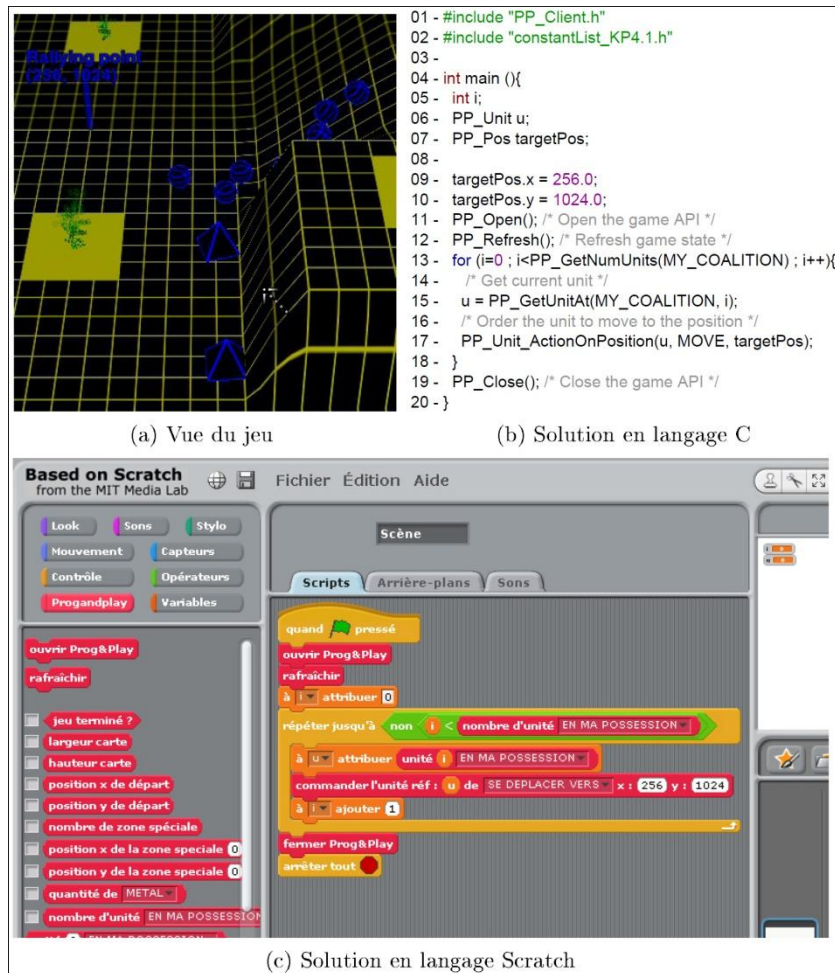 Rallying point
(256, 1024)
(a) Vue du jeu
01 - #include "PP_Client.h"
02 - #include "constantList_KP4.1.h"
03 -
04 - int main (){
05 - int i;
06 - PP_Unit u;
07 - PP_Pos targetPos;
08 -
09 - targetPos.x = 256.0;
10 - targetPos.y = 1024.0;
11 - PP_Open(); /* Open the game API */
12 - PP_Refresh(); /* Refresh game state */
13 - for (i=0 ; i<PP_GetNumUnits(MY_COALITION) ; i++){
14 - /* Get current unit */
15 - u = PP_GetUnitAt(MY_COALITION, i);
16 - /* Order the unit to move to the position */
17 - PP_Unit_ActionOnPosition(u, MOVE, targetPos);
18 - }
19 - PP_Close(); /* Close the game API */
20 - }
(b) Solution en langage C
Based on Scratch
from the MIT Media Lab
Fichier Édition Aide
Look Sons Stylo
Mouvement Capteurs
Contrôle Opérateurs
Progandplay Variables
ouvrir Prog&Play
rafraîchir
jeu terminé ?
largeur carte
hauteur carte
position x de départ
position y de départ
nombre de zone spéciale
position x de la zone speciale 0
position y de la zone speciale 0
quantité de METAL
nombre d'unité EN MA POSSESSION
Scène
Scripts Arrière-plans Sons
quand pressé
ouvrir Prog&Play
rafraîchir
à i attribuer 0
répéter jusqu'à non i < nombre d'unité EN MA POSSESSION
à u attribuer unité i EN MA POSSESSION
commander l'unité réf : u de SE DEPLACER VERS x : 256 y : 1024
à i ajouter 1
fermer Prog&Play
arrêter tout
(c) Solution en langage Scratch